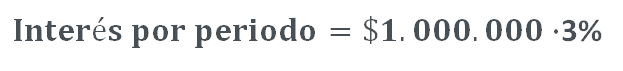 Interés por periodo = $1.000.000 ·3%